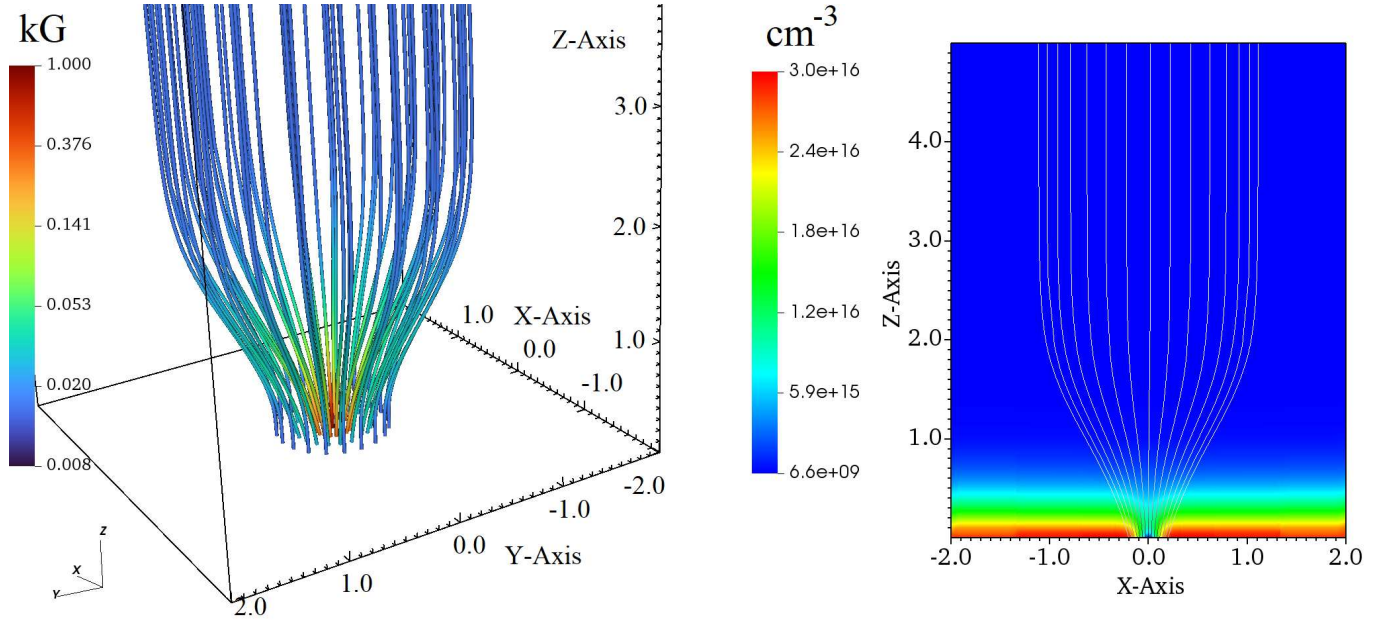 kG
1.000
0.376
0.141
0.053
0.020
0.008
Z-Axis
3.0
2.0
1.0
X-Axis
1.0
0.0
-1.0
-2.0
-1.0
0.0
1.0
2.0
Y-Axis
Z
X
Y
cm⁻³
3.0e+16
2.4e+16
1.8e+16
1.2e+16
5.9e+15
6.6e+09
Z-Axis
4.0
3.0
2.0
1.0
-2.0 -1.0 0.0 1.0 2.0
X-Axis